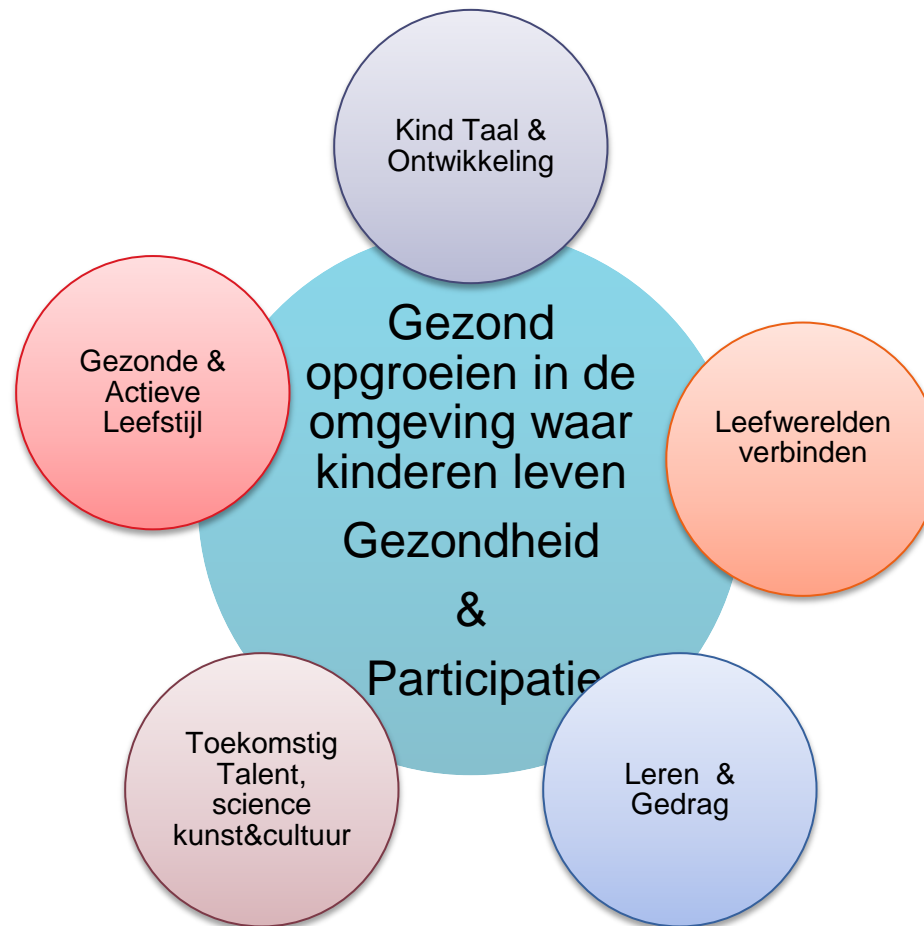 Kind Taal &
Ontwikkeling
Gezond
opgroeien in de
omgeving waar
kinderen leven
Gezondheid
&
Participatie
Gezonde &
Actieve
Leefstijl
Leefwerelden
verbinden
Toekomstig
Talent,
science
kunst&cultuur
Leren &
Gedrag